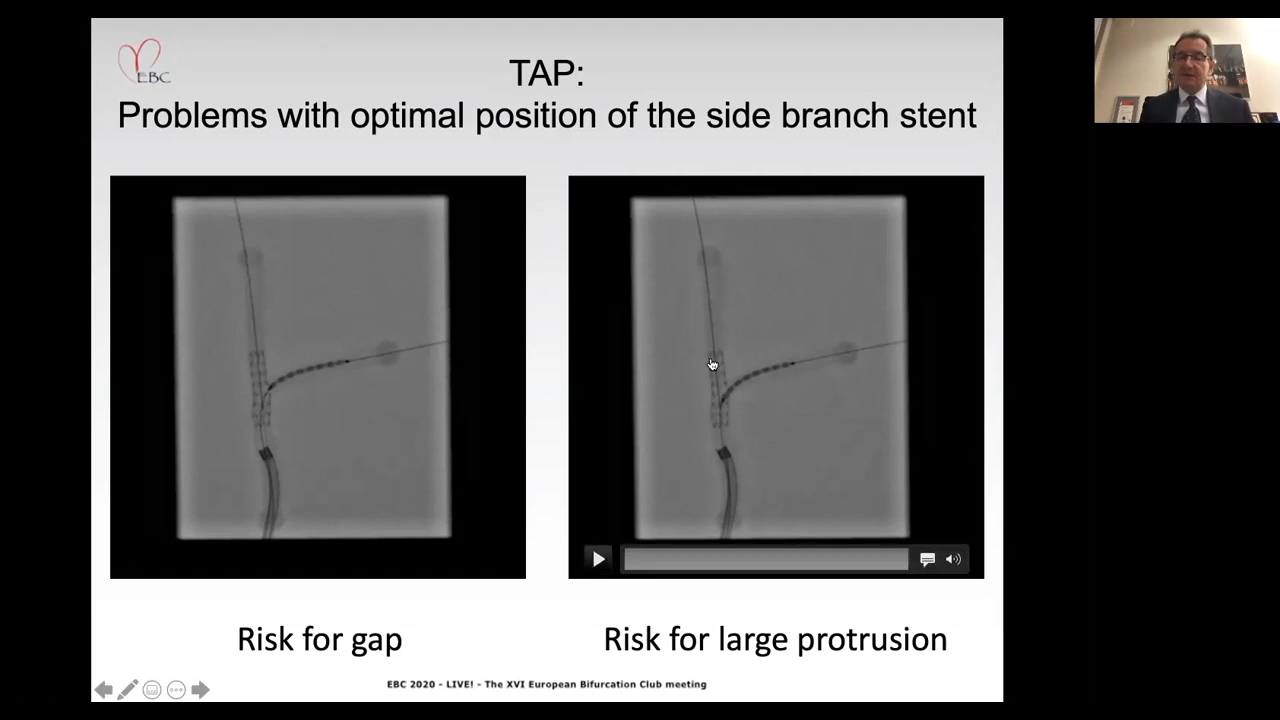 EBC
TAP:
Problems with optimal position of the side branch stent
Risk for gap
Risk for large protrusion
EBC 2020 - LIVE! - The XVI European Bifurcation Club meeting